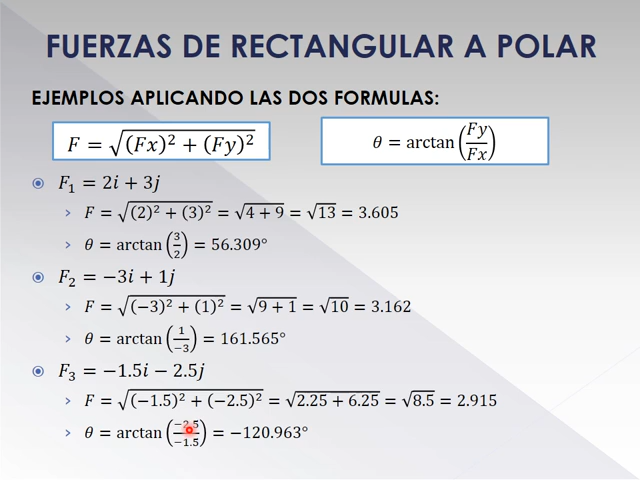 FUERZAS DE RECTANGULAR A POLAR
EJEMPLOS APLICANDO LAS DOS FORMULAS:
F = √((Fx)² + (Fy)²)
θ = arctan(Fy/Fx)
F₁ = 2i + 3j
F = √((2)² + (3)²) = √(4 + 9) = √13 = 3.605
θ = arctan(3/2) = 56.309°
F₂ = −3i + 1j
F = √((−3)² + (1)²) = √(9 + 1) = √10 = 3.162
θ = arctan(1/−3) = 161.565°
F₃ = −1.5i − 2.5j
F = √((−1.5)² + (−2.5)²) = √(2.25 + 6.25) = √8.5 = 2.915
θ = arctan(−2.5/−1.5) = −120.963°